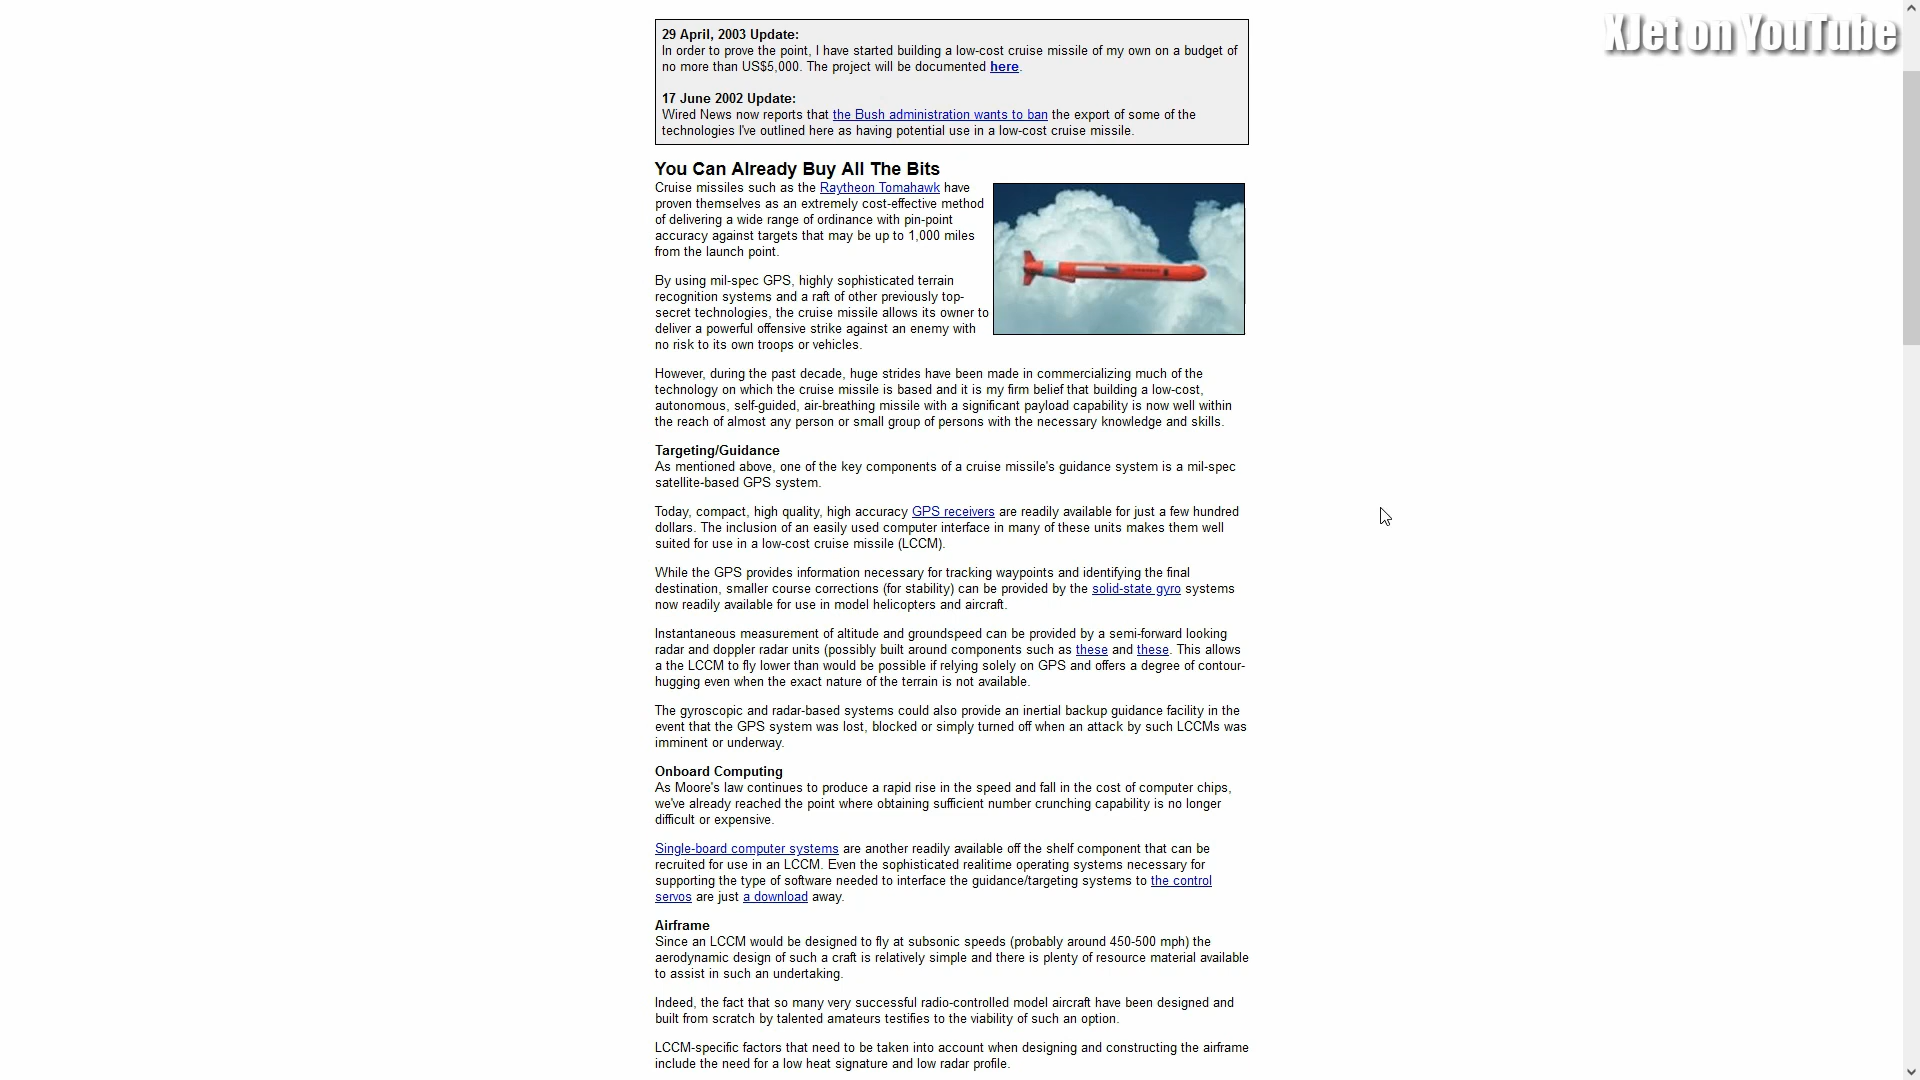 XJet on YouTube
29 April, 2003 Update:
In order to prove the point, I have started building a low-cost cruise missile of my own on a budget of
no more than US$5,000. The project will be documented here.
17 June 2002 Update:
Wired News now reports that the Bush administration wants to ban the export of some of the
technologies I've outlined here as having potential use in a low-cost cruise missile.
You Can Already Buy All The Bits
Cruise missiles such as the Raytheon Tomahawk have
proven themselves as an extremely cost-effective method
of delivering a wide range of ordinance with pin-point
accuracy against targets that may be up to 1,000 miles
from the launch point.
By using mil-spec GPS, highly sophisticated terrain
recognition systems and a raft of other previously top-
secret technologies, the cruise missile allows its owner to
deliver a powerful offensive strike against an enemy with
no risk to its own troops or vehicles.
However, during the past decade, huge strides have been made in commercializing much of the
technology on which the cruise missile is based and it is my firm belief that building a low-cost,
autonomous, self-guided, air-breathing missile with a significant payload capability is now well within
the reach of almost any person or small group of persons with the necessary knowledge and skills.
Targeting/Guidance
As mentioned above, one of the key components of a cruise missile's guidance system is a mil-spec
satellite-based GPS system.
Today, compact, high quality, high accuracy GPS receivers are readily available for just a few hundred
dollars. The inclusion of an easily used computer interface in many of these units makes them well
suited for use in a low-cost cruise missile (LCCM).
While the GPS provides information necessary for tracking waypoints and identifying the final
destination, smaller course corrections (for stability) can be provided by the solid-state gyro systems
now readily available for use in model helicopters and aircraft.
Instantaneous measurement of altitude and groundspeed can be provided by a semi-forward looking
radar and doppler radar units (possibly built around components such as these and these. This allows
a the LCCM to fly lower than would be possible if relying solely on GPS and offers a degree of contour-
hugging even when the exact nature of the terrain is not available.
The gyroscopic and radar-based systems could also provide an inertial backup guidance facility in the
event that the GPS system was lost, blocked or simply turned off when an attack by such LCCMs was
imminent or underway.
Onboard Computing
As Moore's law continues to produce a rapid rise in the speed and fall in the cost of computer chips,
we've already reached the point where obtaining sufficient number crunching capability is no longer
difficult or expensive.
Single-board computer systems are another readily available off the shelf component that can be
recruited for use in an LCCM. Even the sophisticated realitime operating systems necessary for
supporting the type of software needed to interface the guidance/targeting systems to the control
servos are just a download away.
Airframe
Since an LCCM would be designed to fly at subsonic speeds (probably around 450-500 mph) the
aerodynamic design of such a craft is relatively simple and there is plenty of resource material available
to assist in such an undertaking.
Indeed, the fact that so many very successful radio-controlled model aircraft have been designed and
built from scratch by talented amateurs testifies to the viability of such an option.
LCCM-specific factors that need to be taken into account when designing and constructing the airframe
include the need for a low heat signature and low radar profile.